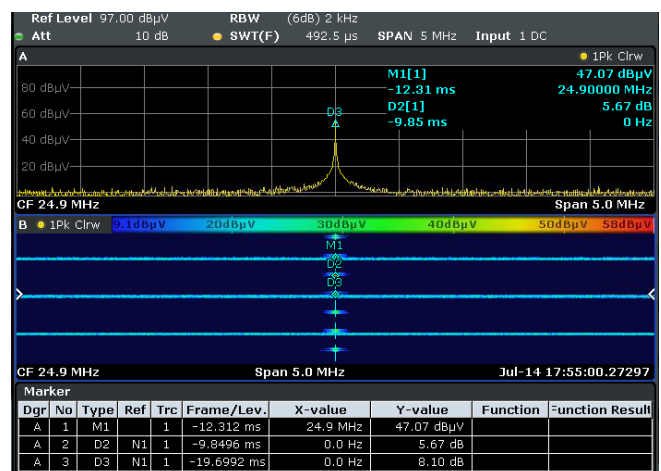 Ref Level 97.00 dBµV RBW (6dB) 2 kHz
Att 10 dB SWT(F) 492.5 µs SPAN 5 MHz Input 1 DC
A 1Pk Clrw
M1[1] 47.07 dBµV
-12.31 ms 24.90000 MHz
D2[1] 5.67 dB
-9.85 ms 0 Hz
80 dBµV
60 dBµV
40 dBµV
20 dBµV
D3
CF 24.9 MHz Span 5.0 MHz
B 1Pk Clrw 9.1dBµV 20dBµV 30dBµV 40dBµV 50dBµV 58dBµV
M1
D2
D3
CF 24.9 MHz Span 5.0 MHz Jul-14 17:55:00.27297
Marker
Dgr No Type Ref Trc Frame/Lev. X-value Y-value Function Function Result
A 1 M1 1 -12.312 ms 24.9 MHz 47.07 dBµV
A 2 D2 N1 1 -9.8496 ms 0.0 Hz 5.67 dB
A 3 D3 N1 1 -19.6992 ms 0.0 Hz 8.10 dB